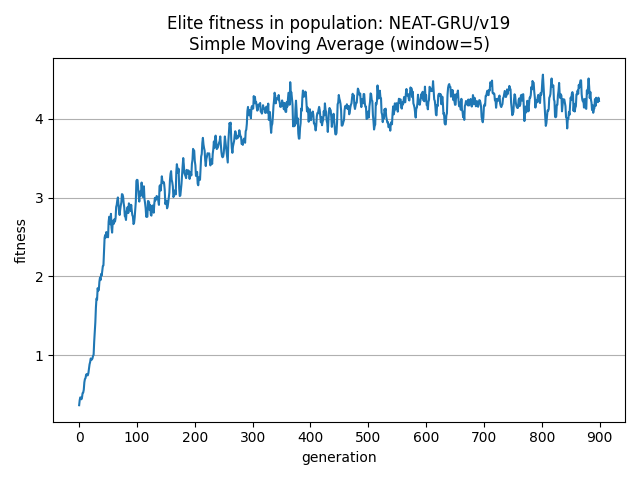 Elite fitness in population: NEAT-GRU/v19
Simple Moving Average (window=5)
fitness
4
3
2
1
0 100 200 300 400 500 600 700 800 900
generation